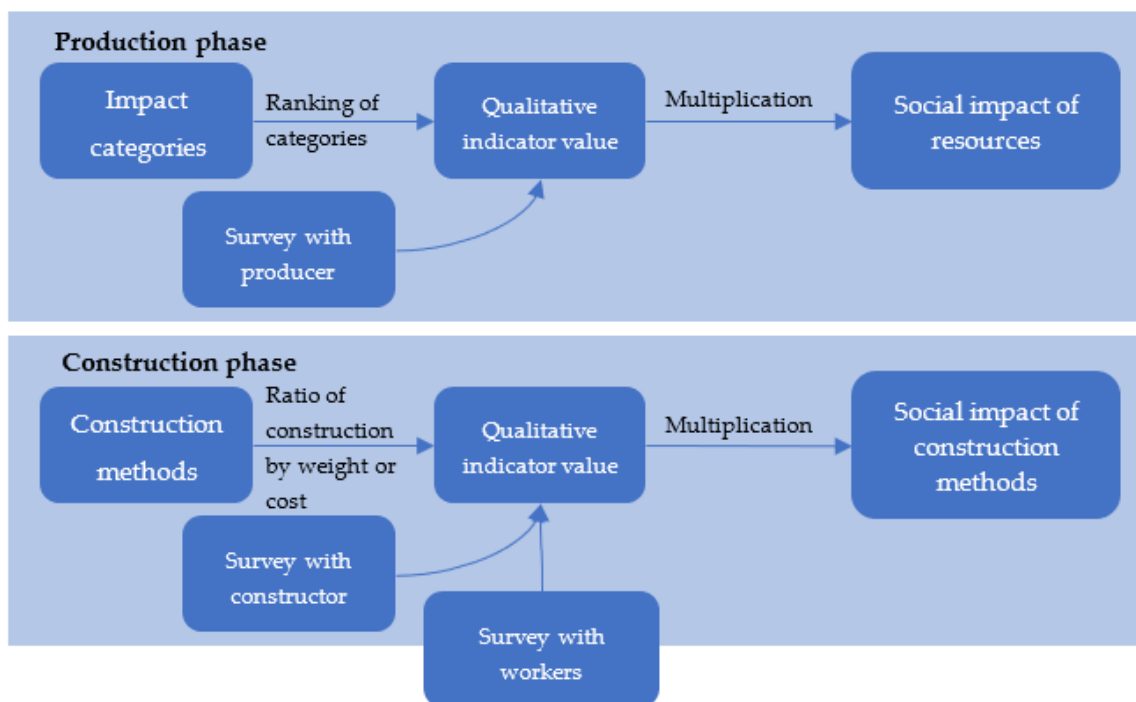 Production phase
Impact
categories
Ranking of
categories
Qualitative
indicator value
Multiplication
Social impact of
resources
Survey with
producer
Construction phase
Construction
methods
Ratio of
construction
by weight or
cost
Qualitative
indicator value
Multiplication
Social impact of
construction
methods
Survey with
constructor
Survey with
workers